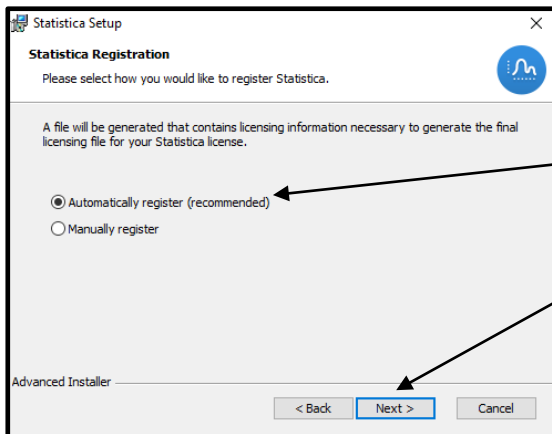 Statistica Setup
Statistica Registration
Please select how you would like to register Statistica.
A file will be generated that contains licensing information necessary to generate the final
licensing file for your Statistica license.
Automatically register (recommended)
Manually register
Advanced Installer
< Back Next > Cancel